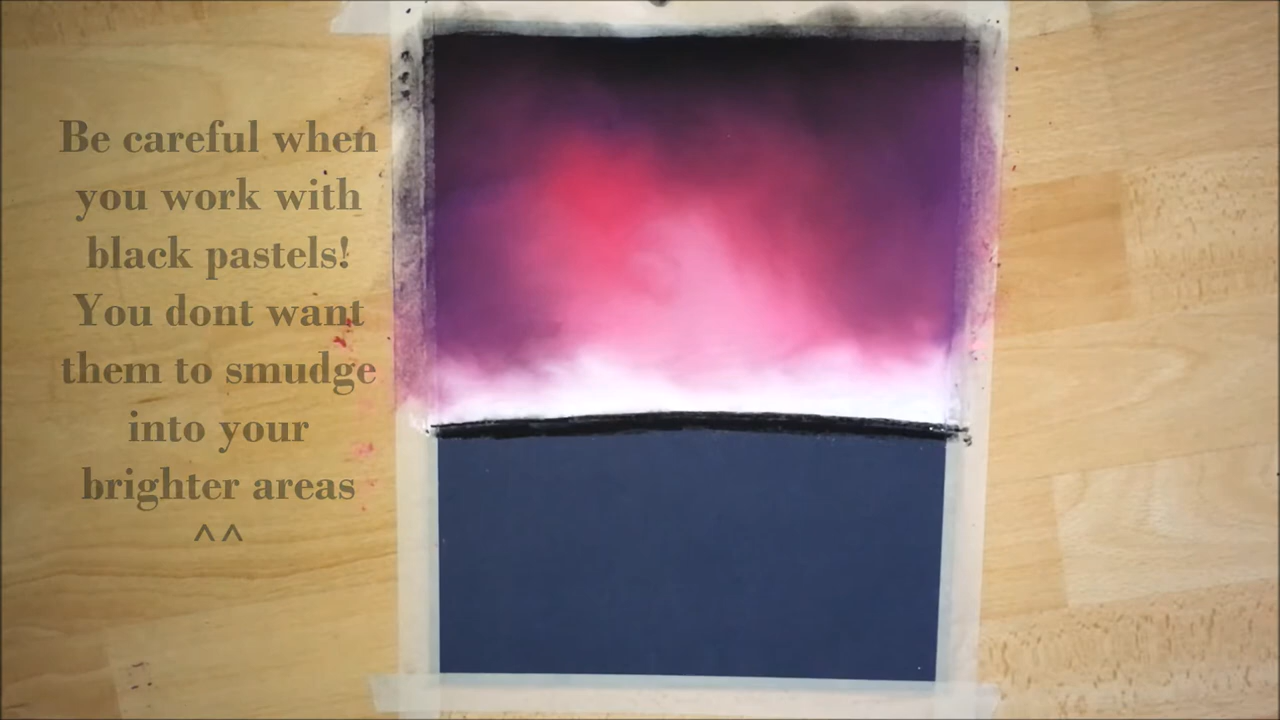 Be careful when
you work with
black pastels!
You dont want
them to smudge
into your
brighter areas
^^